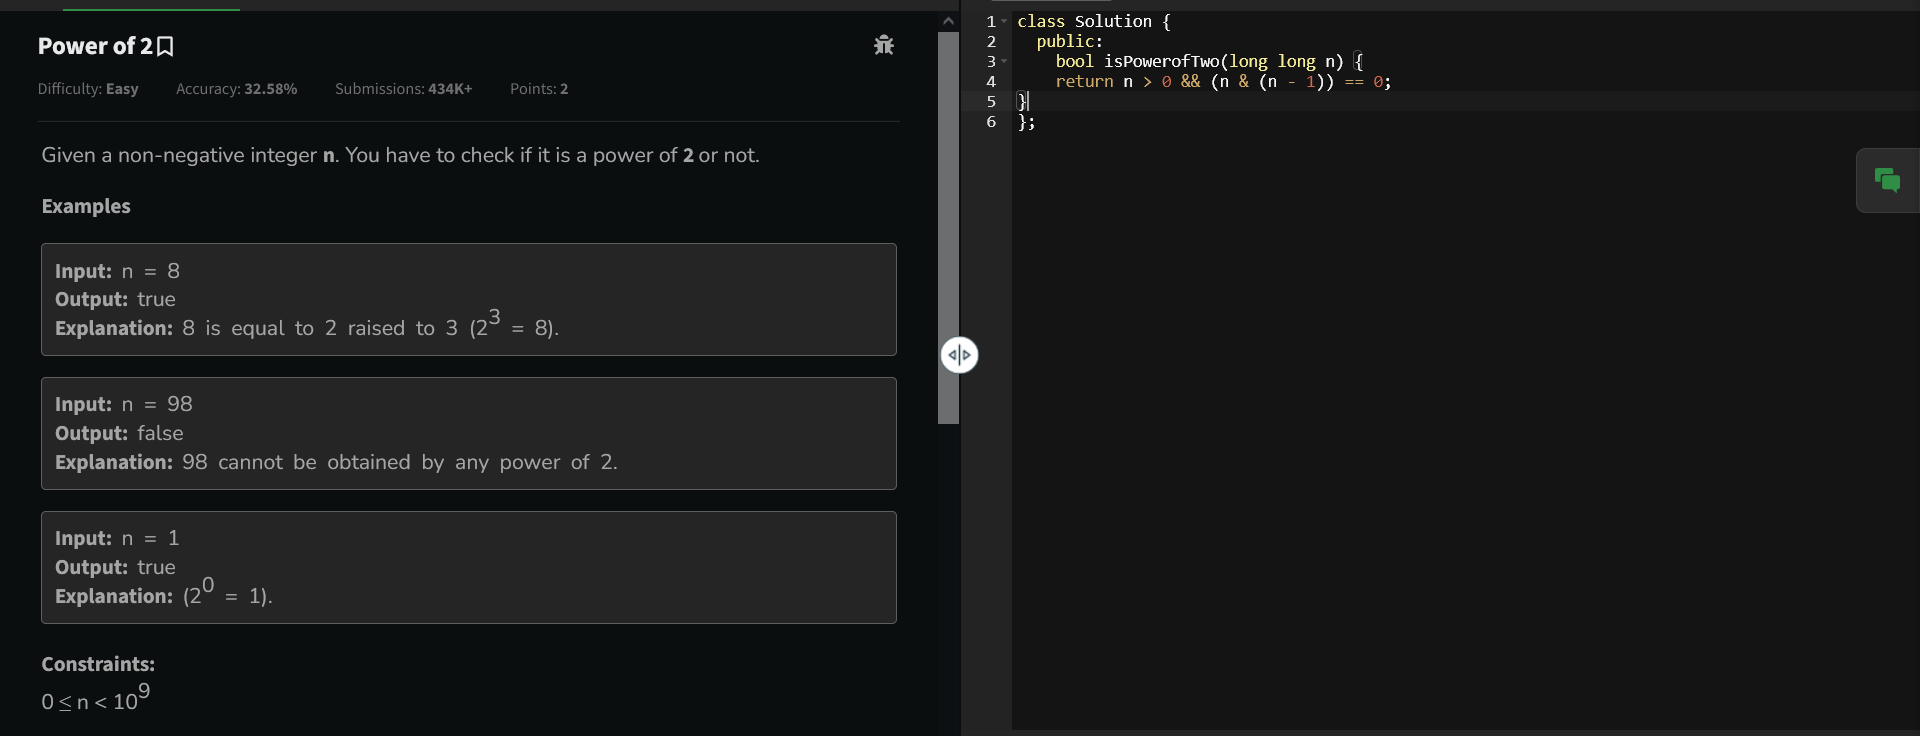 Power of 2
Difficulty: Easy Accuracy: 32.58% Submissions: 434K+ Points: 2
Given a non-negative integer n. You have to check if it is a power of 2 or not.
Examples
Input: n = 8
Output: true
Explanation: 8 is equal to 2 raised to 3 (2^3 = 8).
Input: n = 98
Output: false
Explanation: 98 cannot be obtained by any power of 2.
Input: n = 1
Output: true
Explanation: (2^0 = 1).
Constraints:
0 ≤ n < 10^9
1 class Solution {
2 public:
3 bool isPowerofTwo(long long n) {
4 return n > 0 && (n & (n - 1)) == 0;
5 }
6 };